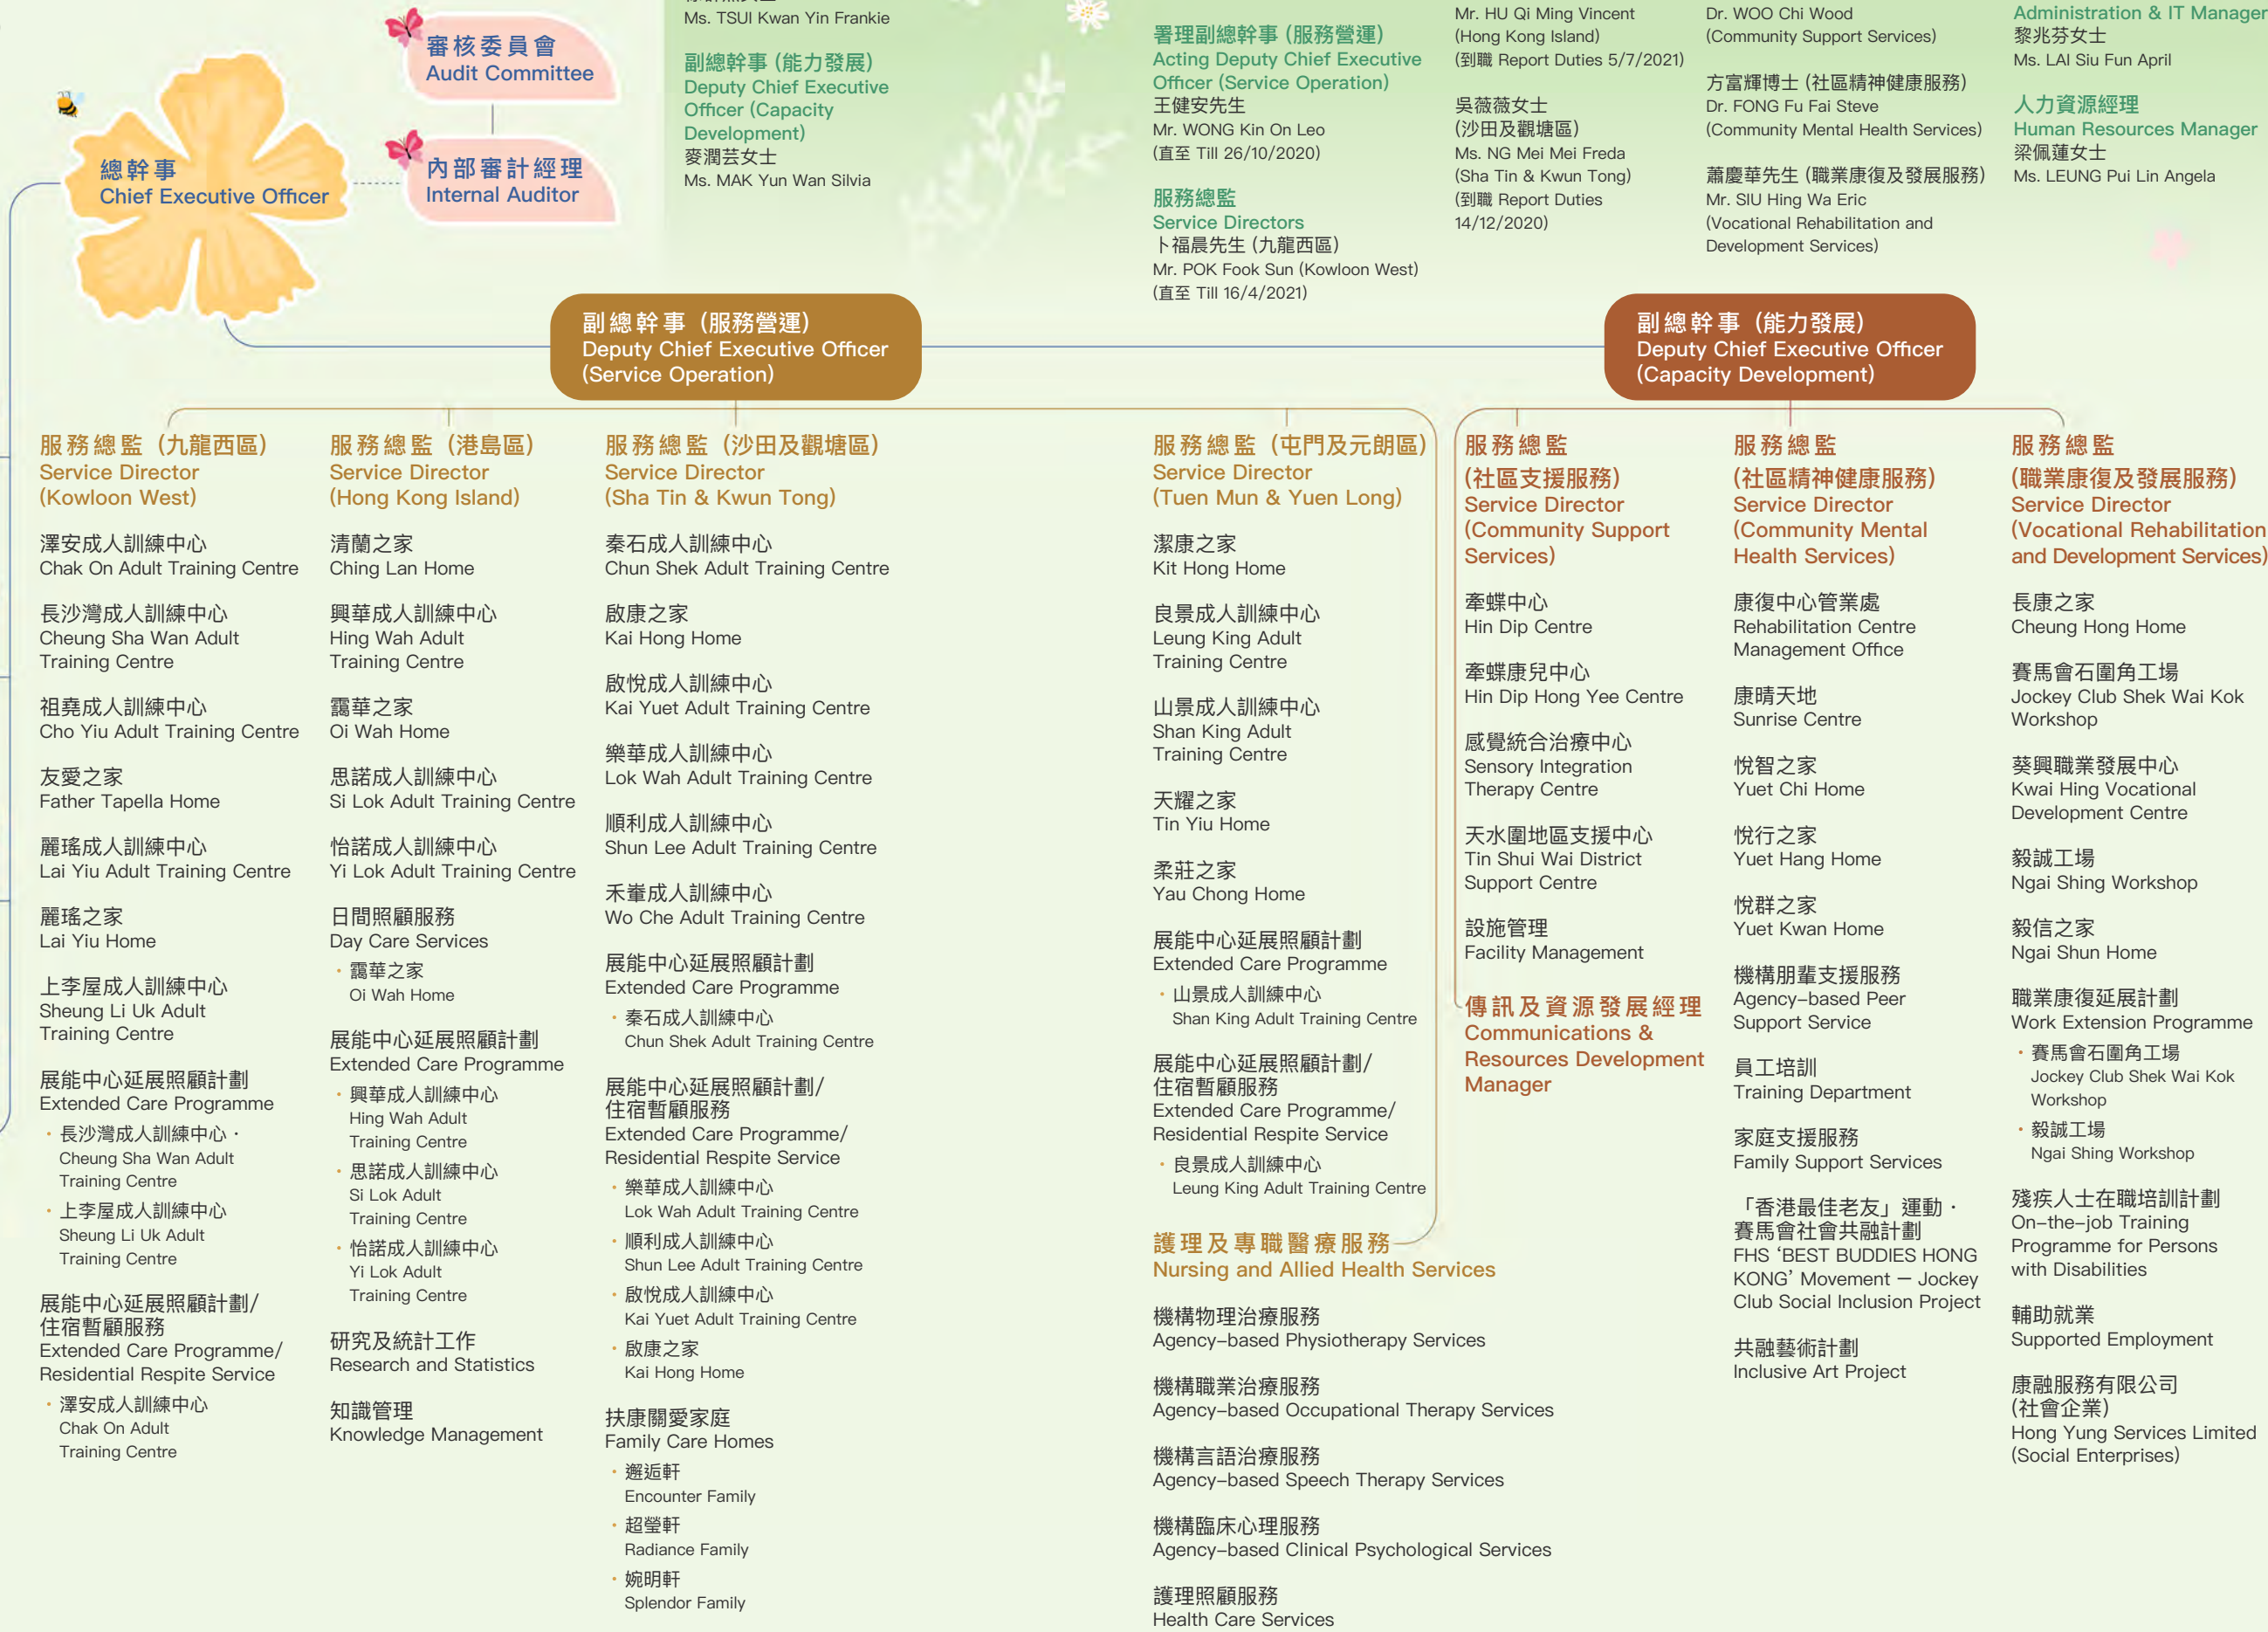 Ms. TSUI Kwan Yin Frankie
副總幹事 (能力發展)
Deputy Chief Executive
Officer (Capacity
Development)
麥潤芸女士
Ms. MAK Yun Wan Silvia
署理副總幹事 (服務營運)
Acting Deputy Chief Executive
Officer (Service Operation)
王健安先生
Mr. WONG Kin On Leo
(直至 Till 26/10/2020)
服務總監
Service Directors
卜福晨先生 (九龍西區)
Mr. POK Fook Sun (Kowloon West)
(直至 Till 16/4/2021)
Mr. HU Qi Ming Vincent
(Hong Kong Island)
(到職 Report Duties 5/7/2021)
吳薇薇女士
(沙田及觀塘區)
Ms. NG Mei Mei Freda
(Sha Tin & Kwun Tong)
(到職 Report Duties
14/12/2020)
Dr. WOO Chi Wood
(Community Support Services)
方富輝博士 (社區精神健康服務)
Dr. FONG Fu Fai Steve
(Community Mental Health Services)
蕭慶華先生 (職業康復及發展服務)
Mr. SIU Hing Wa Eric
(Vocational Rehabilitation and
Development Services)
Administration & IT Manager
黎兆芬女士
Ms. LAI Siu Fun April
人力資源經理
Human Resources Manager
梁佩蓮女士
Ms. LEUNG Pui Lin Angela
審核委員會
Audit Committee
內部審計經理
Internal Auditor
總幹事
Chief Executive Officer
副總幹事 (服務營運)
Deputy Chief Executive Officer
(Service Operation)
副總幹事 (能力發展)
Deputy Chief Executive Officer
(Capacity Development)
服務總監 (九龍西區)
Service Director
(Kowloon West)
澤安成人訓練中心
Chak On Adult Training Centre
長沙灣成人訓練中心
Cheung Sha Wan Adult
Training Centre
祖堯成人訓練中心
Cho Yiu Adult Training Centre
友愛之家
Father Tapella Home
麗瑤成人訓練中心
Lai Yiu Adult Training Centre
麗瑤之家
Lai Yiu Home
上李屋成人訓練中心
Sheung Li Uk Adult
Training Centre
展能中心延展照顧計劃
Extended Care Programme
・長沙灣成人訓練中心・
Cheung Sha Wan Adult
Training Centre
・上李屋成人訓練中心
Sheung Li Uk Adult
Training Centre
展能中心延展照顧計劃/
住宿暫顧服務
Extended Care Programme/
Residential Respite Service
・澤安成人訓練中心
Chak On Adult
Training Centre
服務總監 (港島區)
Service Director
(Hong Kong Island)
清蘭之家
Ching Lan Home
興華成人訓練中心
Hing Wah Adult
Training Centre
靄華之家
Oi Wah Home
思諾成人訓練中心
Si Lok Adult Training Centre
怡諾成人訓練中心
Yi Lok Adult Training Centre
日間照顧服務
Day Care Services
・靄華之家
Oi Wah Home
展能中心延展照顧計劃
Extended Care Programme
・興華成人訓練中心
Hing Wah Adult
Training Centre
・思諾成人訓練中心
Si Lok Adult
Training Centre
・怡諾成人訓練中心
Yi Lok Adult
Training Centre
研究及統計工作
Research and Statistics
知識管理
Knowledge Management
服務總監 (沙田及觀塘區)
Service Director
(Sha Tin & Kwun Tong)
秦石成人訓練中心
Chun Shek Adult Training Centre
啟康之家
Kai Hong Home
啟悅成人訓練中心
Kai Yuet Adult Training Centre
樂華成人訓練中心
Lok Wah Adult Training Centre
順利成人訓練中心
Shun Lee Adult Training Centre
禾輋成人訓練中心
Wo Che Adult Training Centre
展能中心延展照顧計劃
Extended Care Programme
・秦石成人訓練中心
Chun Shek Adult Training Centre
展能中心延展照顧計劃/
住宿暫顧服務
Extended Care Programme/
Residential Respite Service
・樂華成人訓練中心
Lok Wah Adult Training Centre
・順利成人訓練中心
Shun Lee Adult Training Centre
・啟悅成人訓練中心
Kai Yuet Adult Training Centre
・啟康之家
Kai Hong Home
扶康關愛家庭
Family Care Homes
・邂逅軒
Encounter Family
・超瑩軒
Radiance Family
・婉明軒
Splendor Family
服務總監 (屯門及元朗區)
Service Director
(Tuen Mun & Yuen Long)
潔康之家
Kit Hong Home
良景成人訓練中心
Leung King Adult
Training Centre
山景成人訓練中心
Shan King Adult
Training Centre
天耀之家
Tin Yiu Home
柔莊之家
Yau Chong Home
展能中心延展照顧計劃
Extended Care Programme
・山景成人訓練中心
Shan King Adult Training Centre
展能中心延展照顧計劃/
住宿暫顧服務
Extended Care Programme/
Residential Respite Service
・良景成人訓練中心
Leung King Adult Training Centre
護理及專職醫療服務
Nursing and Allied Health Services
機構物理治療服務
Agency–based Physiotherapy Services
機構職業治療服務
Agency–based Occupational Therapy Services
機構言語治療服務
Agency–based Speech Therapy Services
機構臨床心理服務
Agency–based Clinical Psychological Services
護理照顧服務
Health Care Services
服務總監
(社區支援服務)
Service Director
(Community Support
Services)
牽蝶中心
Hin Dip Centre
牽蝶康兒中心
Hin Dip Hong Yee Centre
感覺統合治療中心
Sensory Integration
Therapy Centre
天水圍地區支援中心
Tin Shui Wai District
Support Centre
設施管理
Facility Management
傳訊及資源發展經理
Communications &
Resources Development
Manager
服務總監
(社區精神健康服務)
Service Director
(Community Mental
Health Services)
康復中心管業處
Rehabilitation Centre
Management Office
康晴天地
Sunrise Centre
悅智之家
Yuet Chi Home
悅行之家
Yuet Hang Home
悅群之家
Yuet Kwan Home
機構朋輩支援服務
Agency–based Peer
Support Service
員工培訓
Training Department
家庭支援服務
Family Support Services
「香港最佳老友」運動・
賽馬會社會共融計劃
FHS ‘BEST BUDDIES HONG
KONG’ Movement — Jockey
Club Social Inclusion Project
共融藝術計劃
Inclusive Art Project
服務總監
(職業康復及發展服務)
Service Director
(Vocational Rehabilitation
and Development Services)
長康之家
Cheung Hong Home
賽馬會石圍角工場
Jockey Club Shek Wai Kok
Workshop
葵興職業發展中心
Kwai Hing Vocational
Development Centre
毅誠工場
Ngai Shing Workshop
毅信之家
Ngai Shun Home
職業康復延展計劃
Work Extension Programme
・賽馬會石圍角工場
Jockey Club Shek Wai Kok
Workshop
・毅誠工場
Ngai Shing Workshop
殘疾人士在職培訓計劃
On–the–job Training
Programme for Persons
with Disabilities
輔助就業
Supported Employment
康融服務有限公司
(社會企業)
Hong Yung Services Limited
(Social Enterprises)